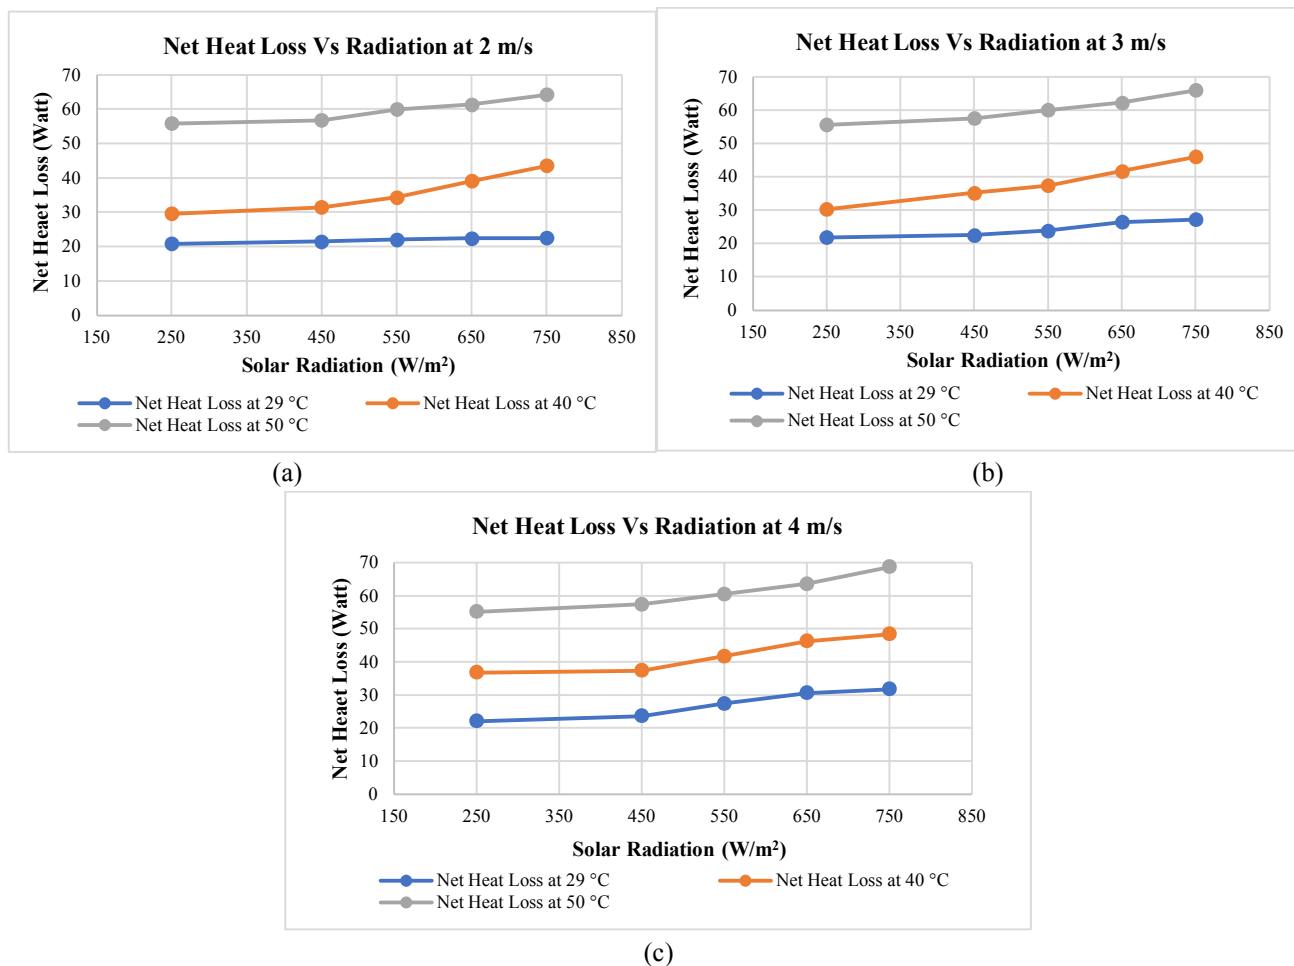 Net Heat Loss Vs Radiation at 2 m/s
Net Heaet Loss (Watt)
70
60
50
40
30
20
10
0
150 250 350 450 550 650 750 850
Solar Radiation (W/m²)
Net Heat Loss at 29 °C
Net Heat Loss at 40 °C
Net Heat Loss at 50 °C
(a)
Net Heat Loss Vs Radiation at 3 m/s
Net Heaet Loss (Watt)
70
60
50
40
30
20
10
0
150 250 350 450 550 650 750 850
Solar Radiation (W/m²)
Net Heat Loss at 29 °C
Net Heat Loss at 40 °C
Net Heat Loss at 50 °C
(b)
Net Heat Loss Vs Radiation at 4 m/s
Net Heaet Loss (Watt)
70
60
50
40
30
20
10
0
150 250 350 450 550 650 750 850
Solar Radiation (W/m²)
Net Heat Loss at 29 °C
Net Heat Loss at 40 °C
Net Heat Loss at 50 °C
(c)